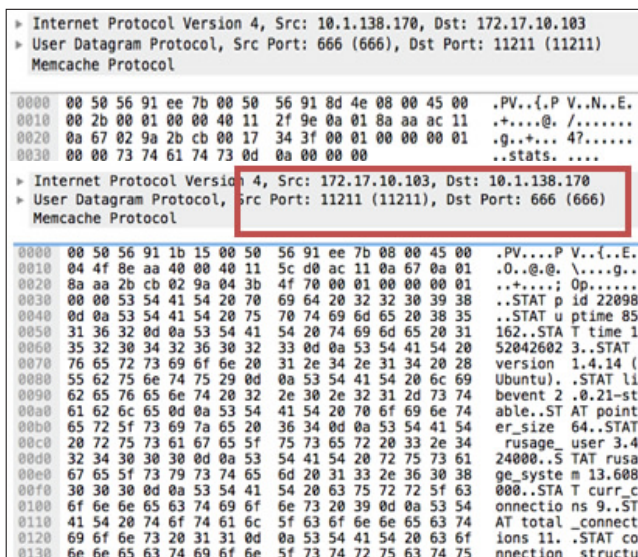 Internet Protocol Version 4, Src: 10.1.138.170, Dst: 172.17.10.103
User Datagram Protocol, Src Port: 666 (666), Dst Port: 11211 (11211)
Memcache Protocol
0000 00 50 56 91 ee 7b 00 50 56 91 8d 4e 08 00 45 00 .PV..{.P V..N..E.
0010 00 2b 00 01 00 00 40 11 2f 9e 0a 01 8a aa ac 11 .+....@. /.......
0020 0a 67 02 9a 2b cb 00 17 34 3f 00 01 00 00 00 01 .g..+... 4?......
0030 00 00 73 74 61 74 73 0d 0a 00 00 00 ..stats. ....
Internet Protocol Version 4, Src: 172.17.10.103, Dst: 10.1.138.170
User Datagram Protocol, Src Port: 11211 (11211), Dst Port: 666 (666)
Memcache Protocol
0000 00 50 56 91 1b 15 00 50 56 91 ee 7b 08 00 45 00 .PV....P V..{..E.
0010 04 4f 8e aa 40 00 40 11 5c d0 ac 11 0a 67 0a 01 .O..@.@. \....g..
0020 8a aa 2b cb 02 9a 04 3b 4f 70 00 01 00 00 00 01 ..+....; Op......
0030 00 00 53 54 41 54 20 70 69 64 20 32 32 30 39 38 ..STAT p id 22098
0040 0d 0a 53 54 41 54 20 75 70 74 69 6d 65 20 38 35 ..STAT u ptime 85
0050 31 36 32 0d 0a 53 54 41 54 20 74 69 6d 65 20 31 162..STA T time 1
0060 35 32 30 34 32 36 30 32 33 0d 0a 53 54 41 54 20 52042602 3..STAT
0070 76 65 72 73 69 6f 6e 20 31 2e 34 2e 31 34 20 28 version 1.4.14 (
0080 55 62 75 6e 74 75 29 0d 0a 53 54 41 54 20 6c 69 Ubuntu). .STAT li
0090 62 65 76 65 6e 74 20 32 2e 30 2e 32 31 2d 73 74 bevent 2 .0.21-st
00a0 61 62 6c 65 0d 0a 53 54 41 54 20 70 6f 69 6e 74 able..ST AT point
00b0 65 72 5f 73 69 7a 65 20 36 34 0d 0a 53 54 41 54 er_size 64..STAT
00c0 20 72 75 73 61 67 65 5f 75 73 65 72 20 33 2e 34 rusage_ user 3.4
00d0 32 34 30 30 30 0d 0a 53 54 41 54 20 72 75 73 61 24000..S TAT rusa
00e0 67 65 5f 73 79 73 74 65 6d 20 31 33 2e 36 30 38 ge_syste m 13.608
00f0 30 30 30 0d 0a 53 54 41 54 20 63 75 72 72 5f 63 000..STA T curr_c
0100 6f 6e 6e 65 63 74 69 6f 6e 73 20 39 0d 0a 53 54 onnectio ns 9..ST
0110 41 54 20 74 6f 74 61 6c 5f 63 6f 6e 6e 65 63 74 AT total _connect
0120 69 6f 6e 73 20 31 31 0d 0a 53 54 41 54 20 63 6f ions 11. .STAT co
0130 6e 6e 65 63 74 69 6f 6e 5f 73 74 72 75 63 74 75 nnection _structu